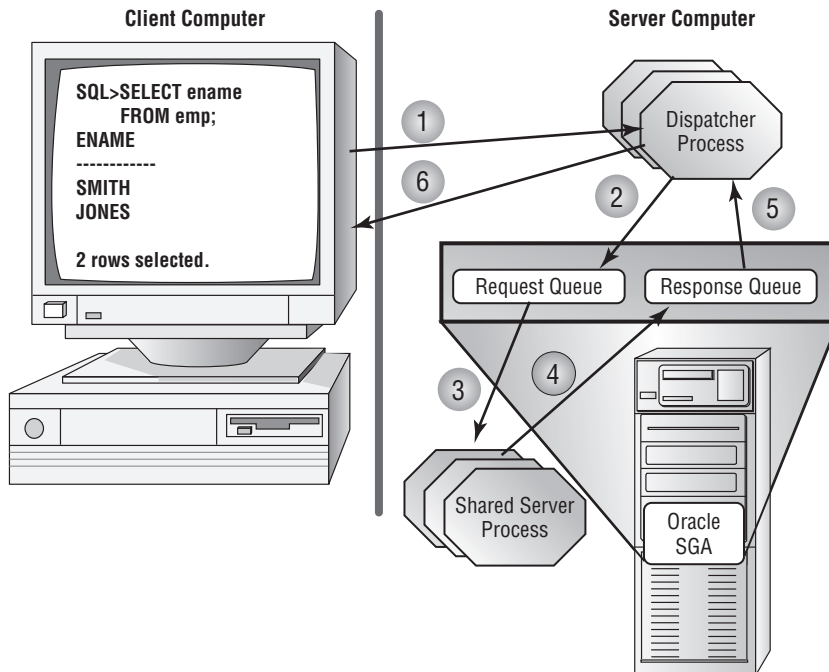 Client Computer
Server Computer
SQL>SELECT ename
FROM emp;
ENAME
------------
SMITH
JONES
2 rows selected.
1
6
Dispatcher
Process
2
5
Request Queue
Response Queue
3
4
Shared Server
Process
Oracle
SGA